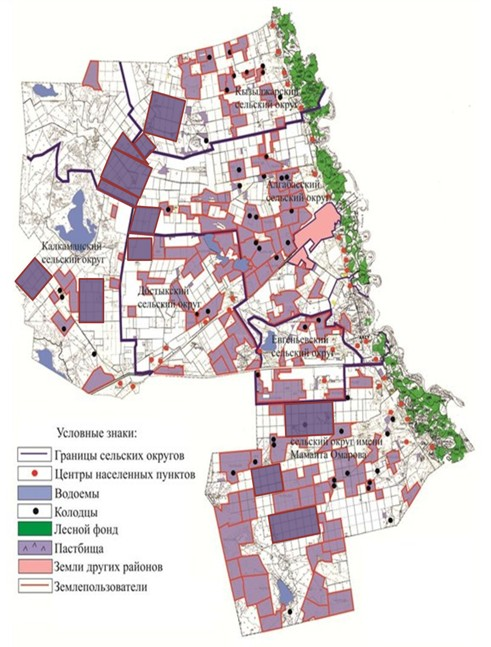 Кызылжарский
сельский округ
Аққабакский
сельский округ
Калкаманский
сельский округ
Достыкский
сельский округ
Евгеньевский
сельский округ
сельский округ имени
Мамаита Омарова
Условные знаки:
Границы сельских округов
Центры населенных пунктов
Водоемы
Колодцы
Лесной фонд
Пастбища
Земли других районов
Землепользователи